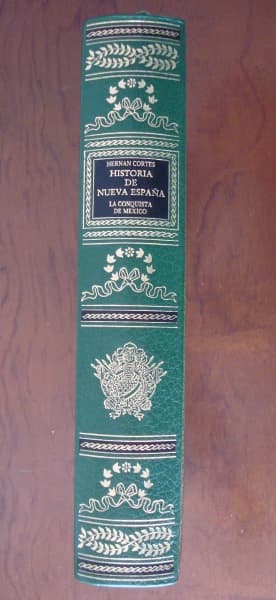 HERNAN CORTES
HISTORIA
DE
NUEVA ESPAÑA
LA CONQUISTA
DE MEXICO